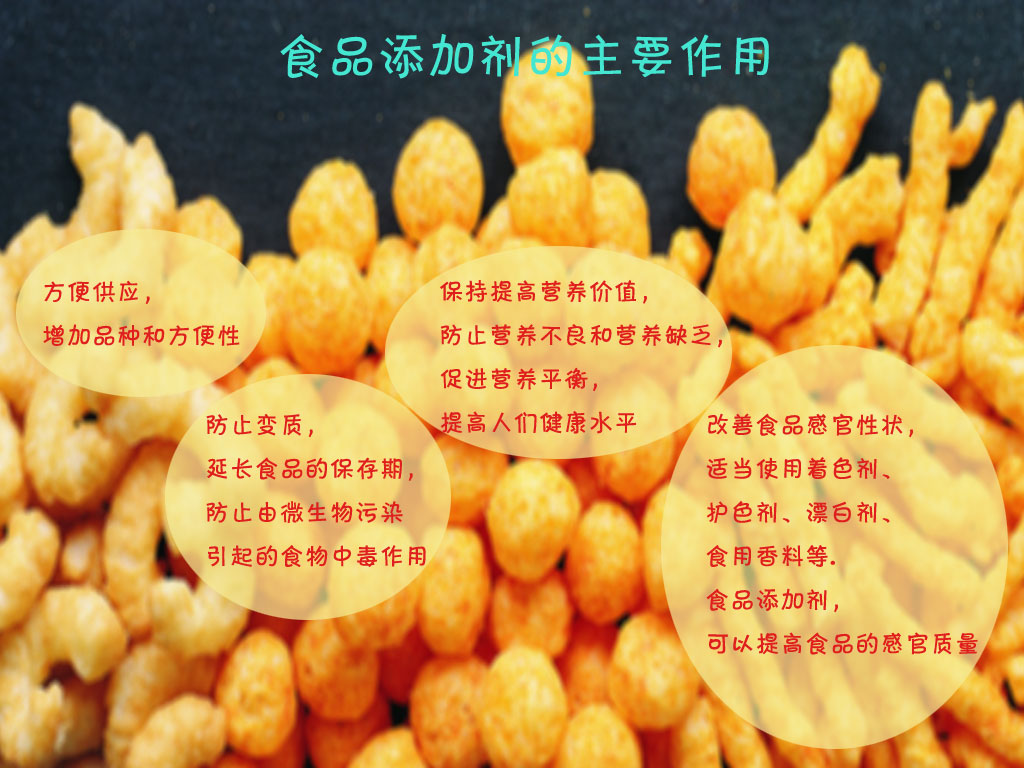 食品添加剂的主要作用
方便供应，
增加品种和方便性
防止变质，
延长食品的保存期，
防止由微生物污染
引起的食物中毒作用
保持提高营养价值，
防止营养不良和营养缺乏，
促进营养平衡，
提高人们健康水平
改善食品感官性状，
适当使用着色剂、
护色剂、漂白剂、
食用香料等.
食品添加剂，
可以提高食品的感官质量